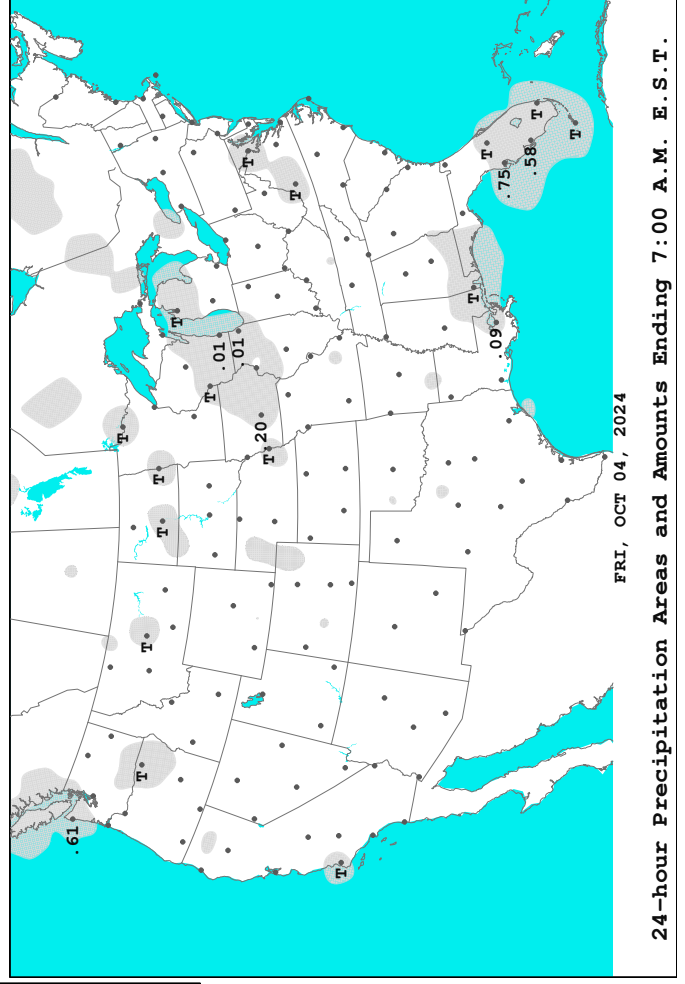 .61
T
T
T
T
T
T
T
.01
.01
T
.20
T
T
T
T
T
.09
.75
.58
T
T
FRI, OCT 04, 2024
24-hour Precipitation Areas and Amounts Ending 7:00 A.M. E.S.T.